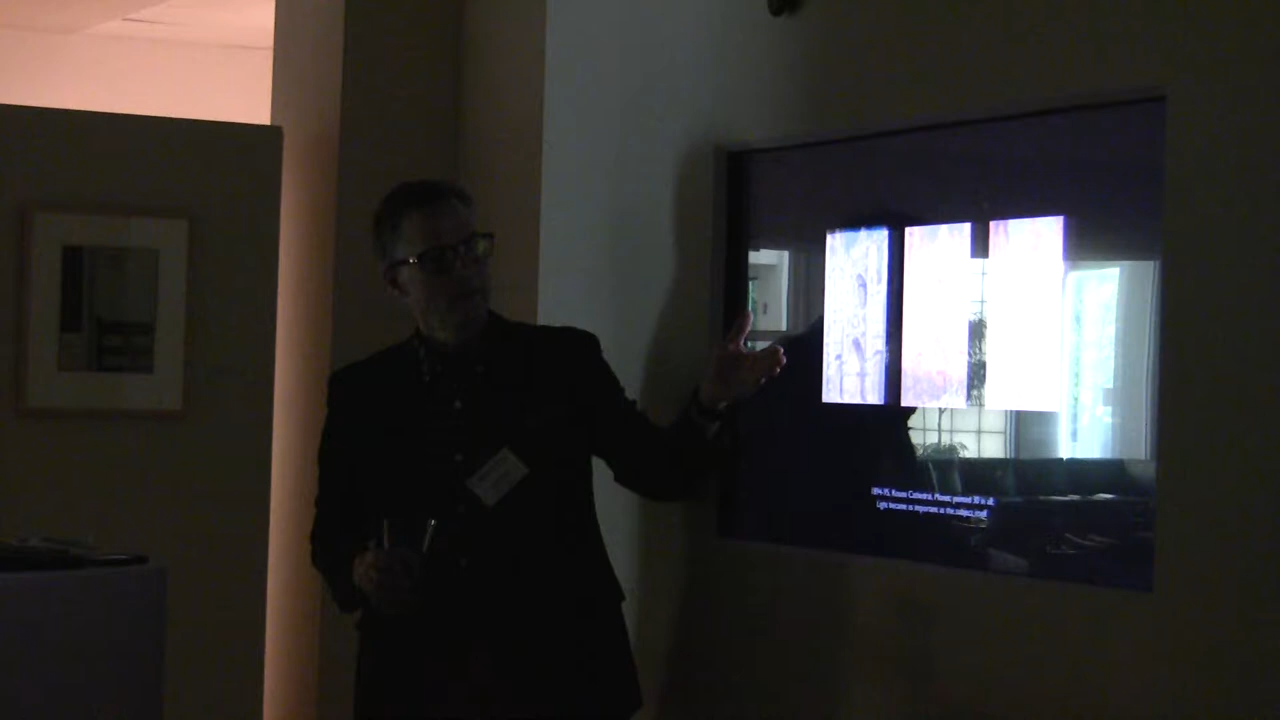 1894-95, Rouen Cathedral, Monet painted 30 in all.
Light became as important as the subject itself